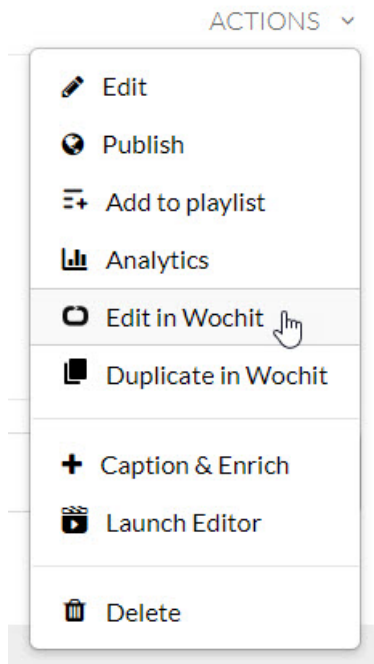 ACTIONS
Edit
Publish
Add to playlist
Analytics
Edit in Wochit
Duplicate in Wochit
Caption & Enrich
Launch Editor
Delete